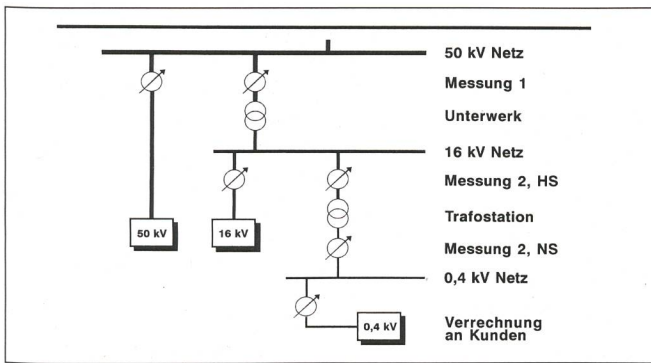 50 kV Netz
Messung 1
Unterwerk
16 kV Netz
Messung 2, HS
Trafostation
50 kV
16 kV
Messung 2, NS
0,4 kV Netz
0,4 kV
Verrechnung
an Kunden